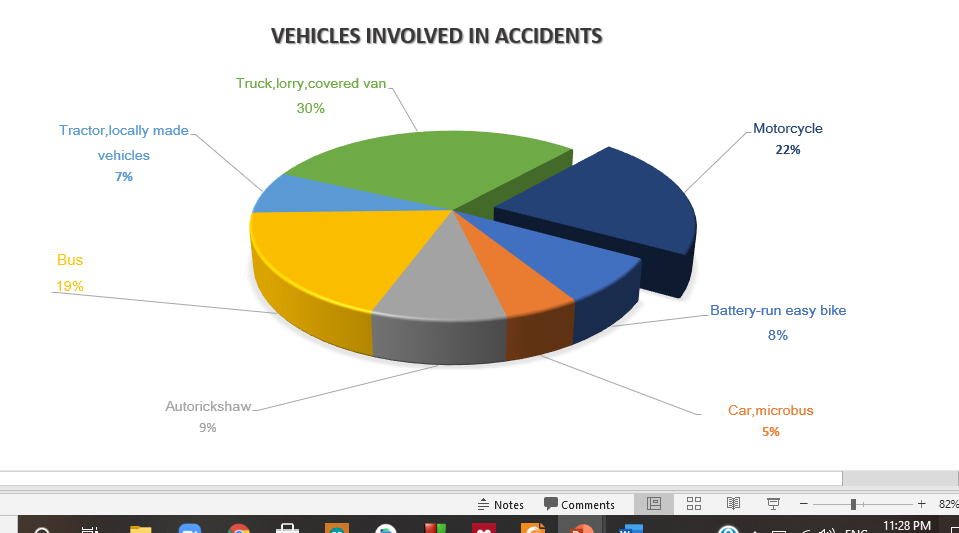 VEHICLES INVOLVED IN ACCIDENTS
Truck,lorry,covered van
30%
Tractor,locally made
vehicles
7%
Motorcycle
22%
Bus
19%
Battery-run easy bike
8%
Autorickshaw
9%
Car,microbus
5%
Notes
Comments
82%
ENG
11:28 PM